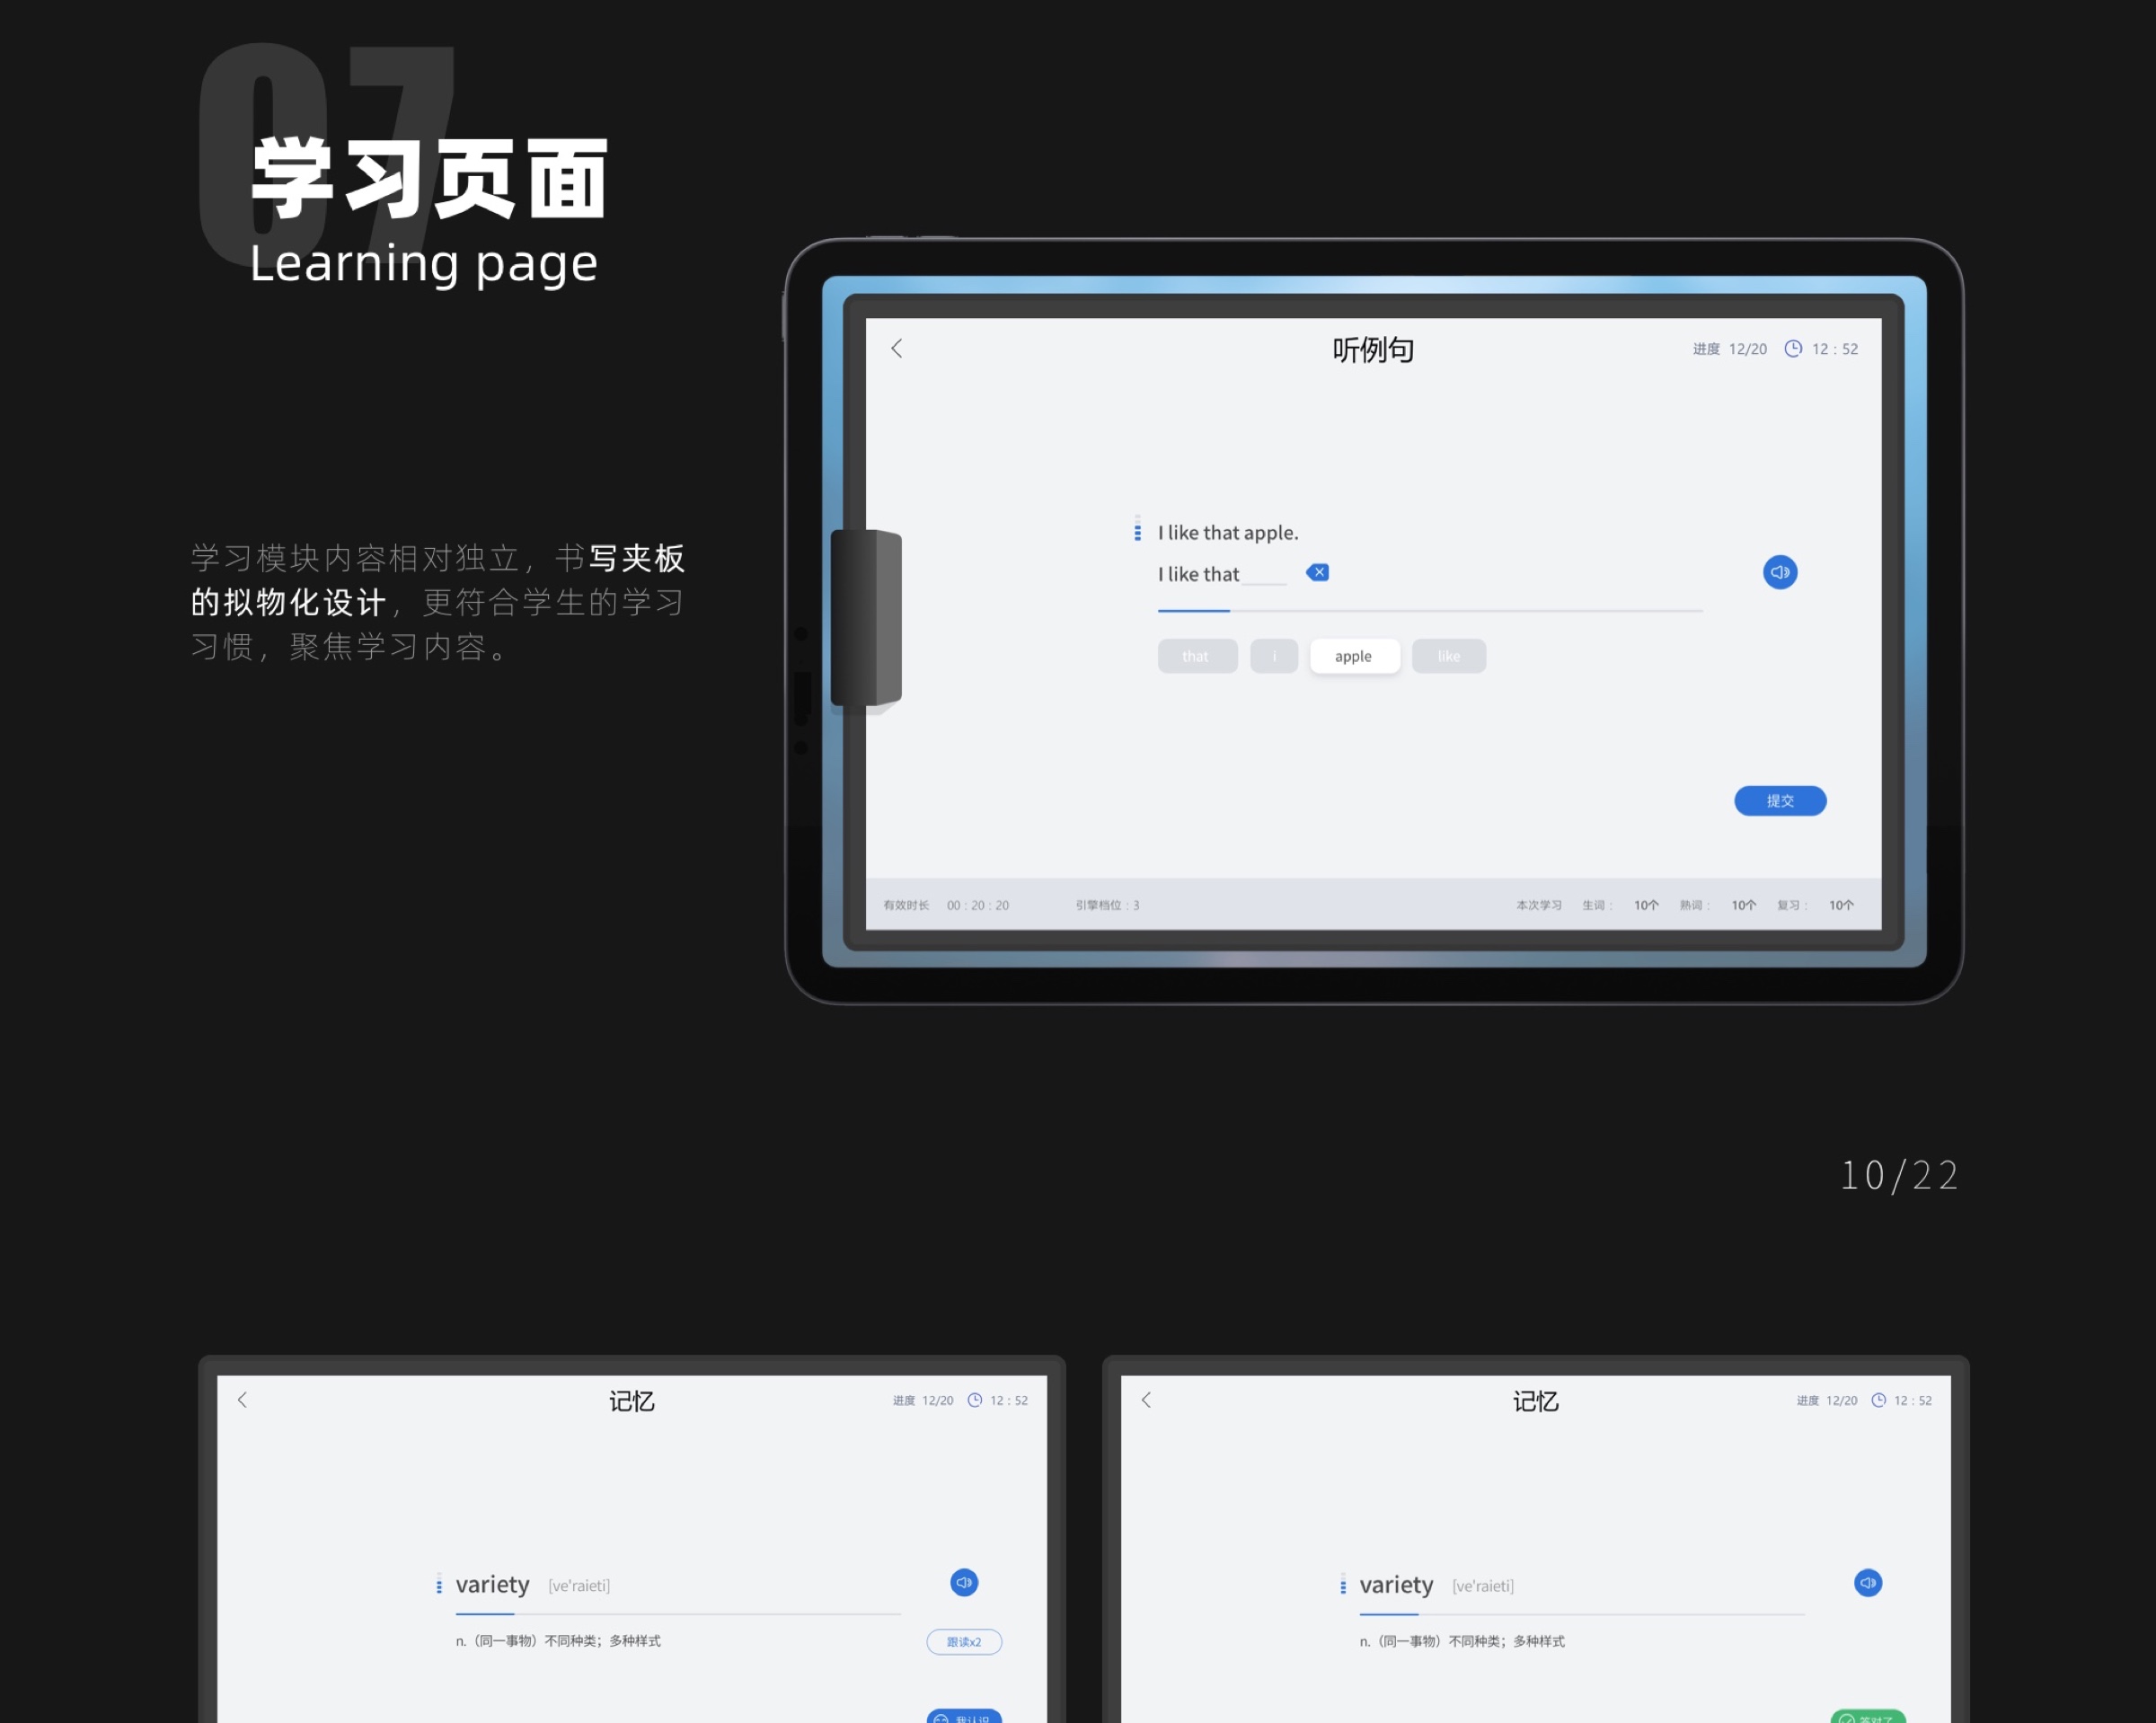 07
学习页面
Learning page
学习模块内容相对独立，书写夹板
的拟物化设计，更符合学生的学习
习惯，聚焦学习内容。
听例句
进度 12/20 12 : 52
I like that apple.
I like that____
that i apple like
提交
有效时长 00 : 20 : 20 引擎档位 : 3 本次学习 生词 : 10个 熟词 : 10个 复习 : 10个
10/22
记忆
进度 12/20 12 : 52
variety [ve'raieti]
n.（同一事物）不同种类；多种样式
跟读x2
我认识
记忆
进度 12/20 12 : 52
variety [ve'raieti]
n.（同一事物）不同种类；多种样式
答对了